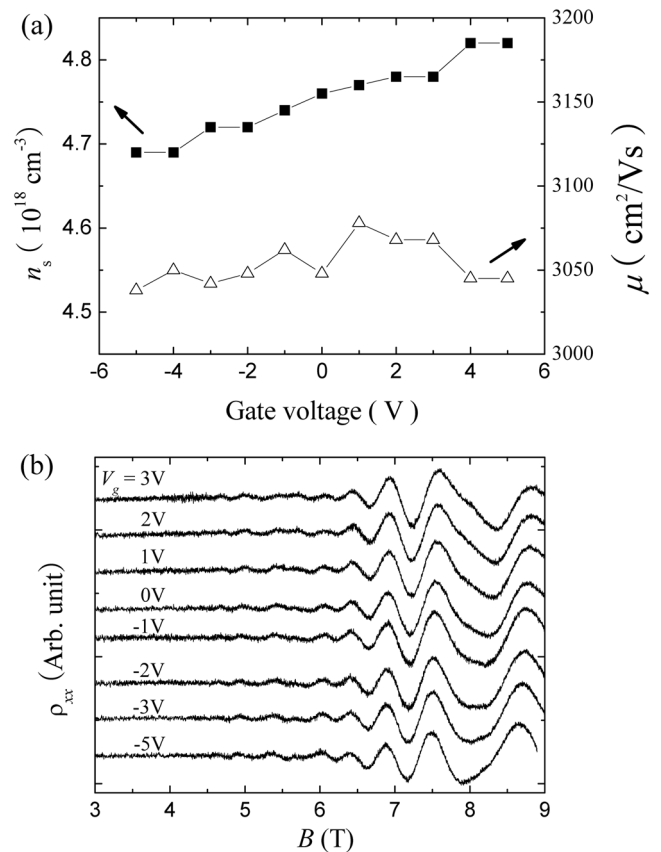 (a)
4.8
4.7
4.6
4.5
n_s ( 10^18 cm^-3 )
3200
3150
3100
3050
3000
μ ( cm^2/Vs )
-6 -4 -2 0 2 4 6
Gate voltage ( V )
(b)
V_g = 3V
2V
1V
0V
-1V
-2V
-3V
-5V
ρ_xx (Arb. unit)
3 4 5 6 7 8 9
B (T)